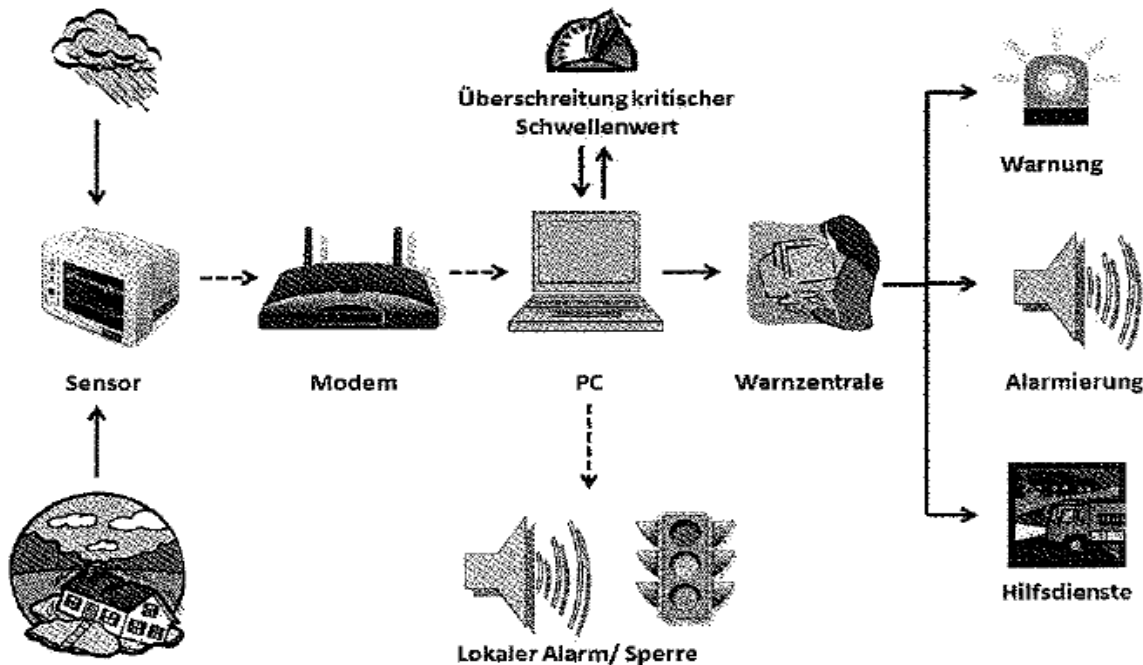 Überschreitung kritischer
Schwellenwert
Warnung
Sensor
Modem
PC
Warnzentrale
Alarmierung
Hilfsdienste
Lokaler Alarm/ Sperre